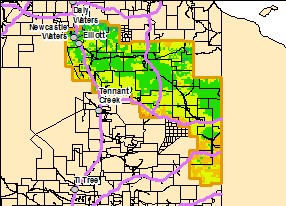 Daly
Waters
Newcastle
Waters
Elliott
Tennant
Creek
Ti Tree